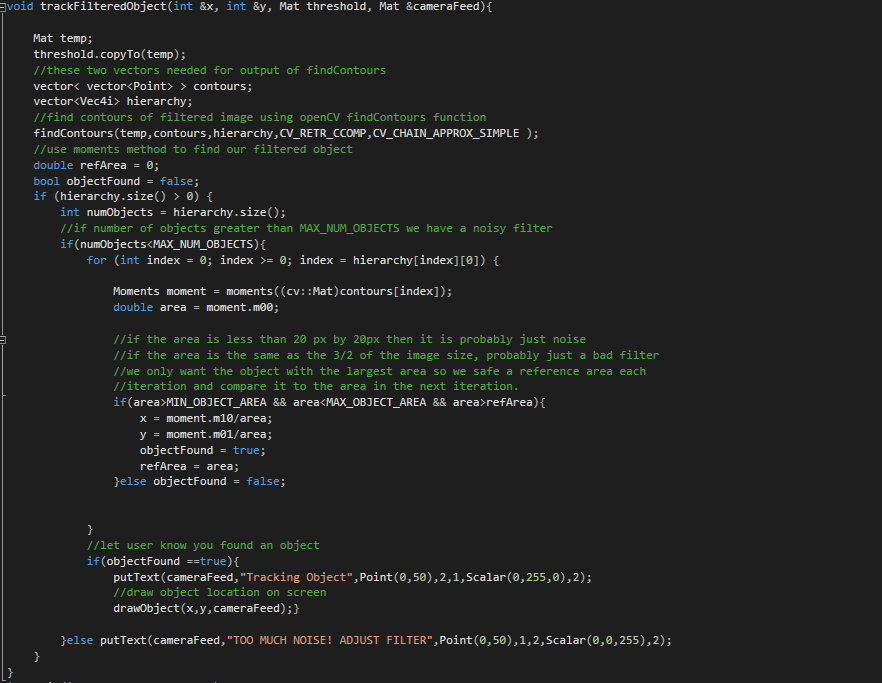 void trackFilteredObject(int &x, int &y, Mat threshold, Mat &cameraFeed){
Mat temp;
threshold.copyTo(temp);
//these two vectors needed for output of findContours
vector< vector<Point> > contours;
vector<Vec4i> hierarchy;
//find contours of filtered image using openCV findContours function
findContours(temp,contours,hierarchy,CV_RETR_CCOMP,CV_CHAIN_APPROX_SIMPLE );
//use moments method to find our filtered object
double refArea = 0;
bool objectFound = false;
if (hierarchy.size() > 0) {
int numObjects = hierarchy.size();
//if number of objects greater than MAX_NUM_OBJECTS we have a noisy filter
if(numObjects<MAX_NUM_OBJECTS){
for (int index = 0; index >= 0; index = hierarchy[index][0]) {
Moments moment = moments((cv::Mat)contours[index]);
double area = moment.m00;
//if the area is less than 20 px by 20px then it is probably just noise
//if the area is the same as the 3/2 of the image size, probably just a bad filter
//we only want the object with the largest area so we safe a reference area each
//iteration and compare it to the area in the next iteration.
if(area>MIN_OBJECT_AREA && area<MAX_OBJECT_AREA && area>refArea){
x = moment.m10/area;
y = moment.m01/area;
objectFound = true;
refArea = area;
}else objectFound = false;
}
//let user know you found an object
if(objectFound ==true){
putText(cameraFeed,"Tracking Object",Point(0,50),2,1,Scalar(0,255,0),2);
//draw object location on screen
drawObject(x,y,cameraFeed);}
}else putText(cameraFeed,"TOO MUCH NOISE! ADJUST FILTER",Point(0,50),1,2,Scalar(0,0,255),2);
}
}